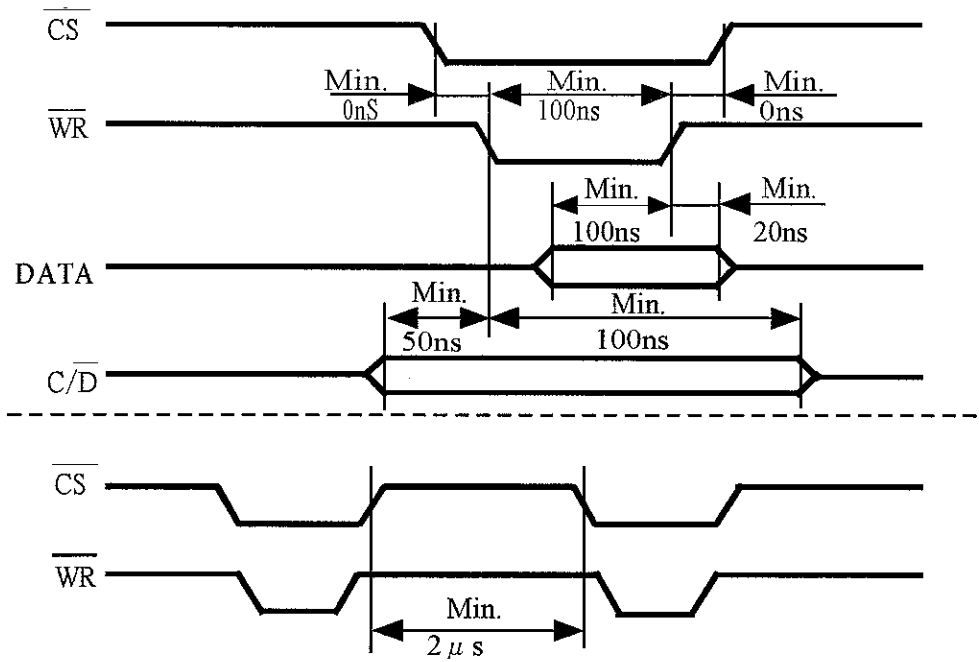 CS
Min. Min. Min.
0nS 100ns 0ns
WR
Min. Min.
100ns 20ns
DATA
Min. Min.
50ns 100ns
C/D
CS
WR
Min.
2 μ s